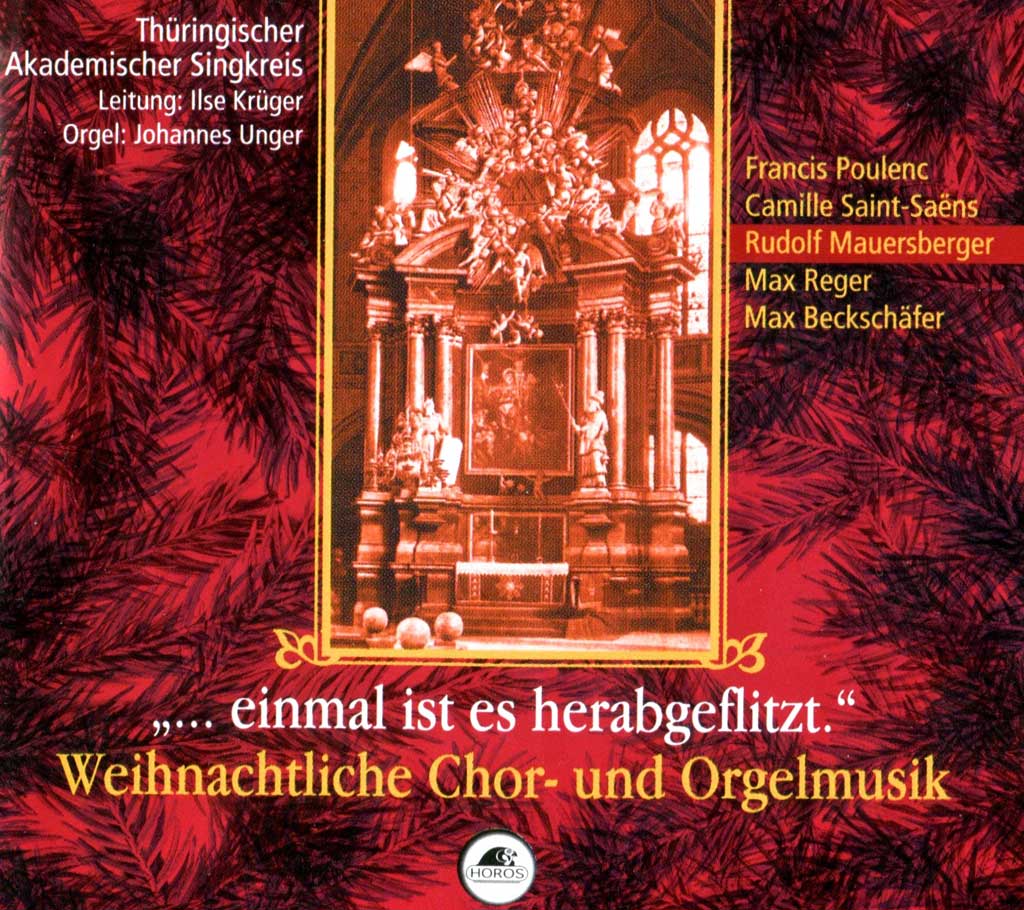 Thüringischer
Akademischer Singkreis
Leitung: Ilse Krüger
Orgel: Johannes Unger
Francis Poulenc
Camille Saint-Saëns
Rudolf Mauersberger
Max Reger
Max Beckschäfer
„... einmal ist es herabgeflitzt.“
Weihnachtliche Chor- und Orgelmusik
HOROS